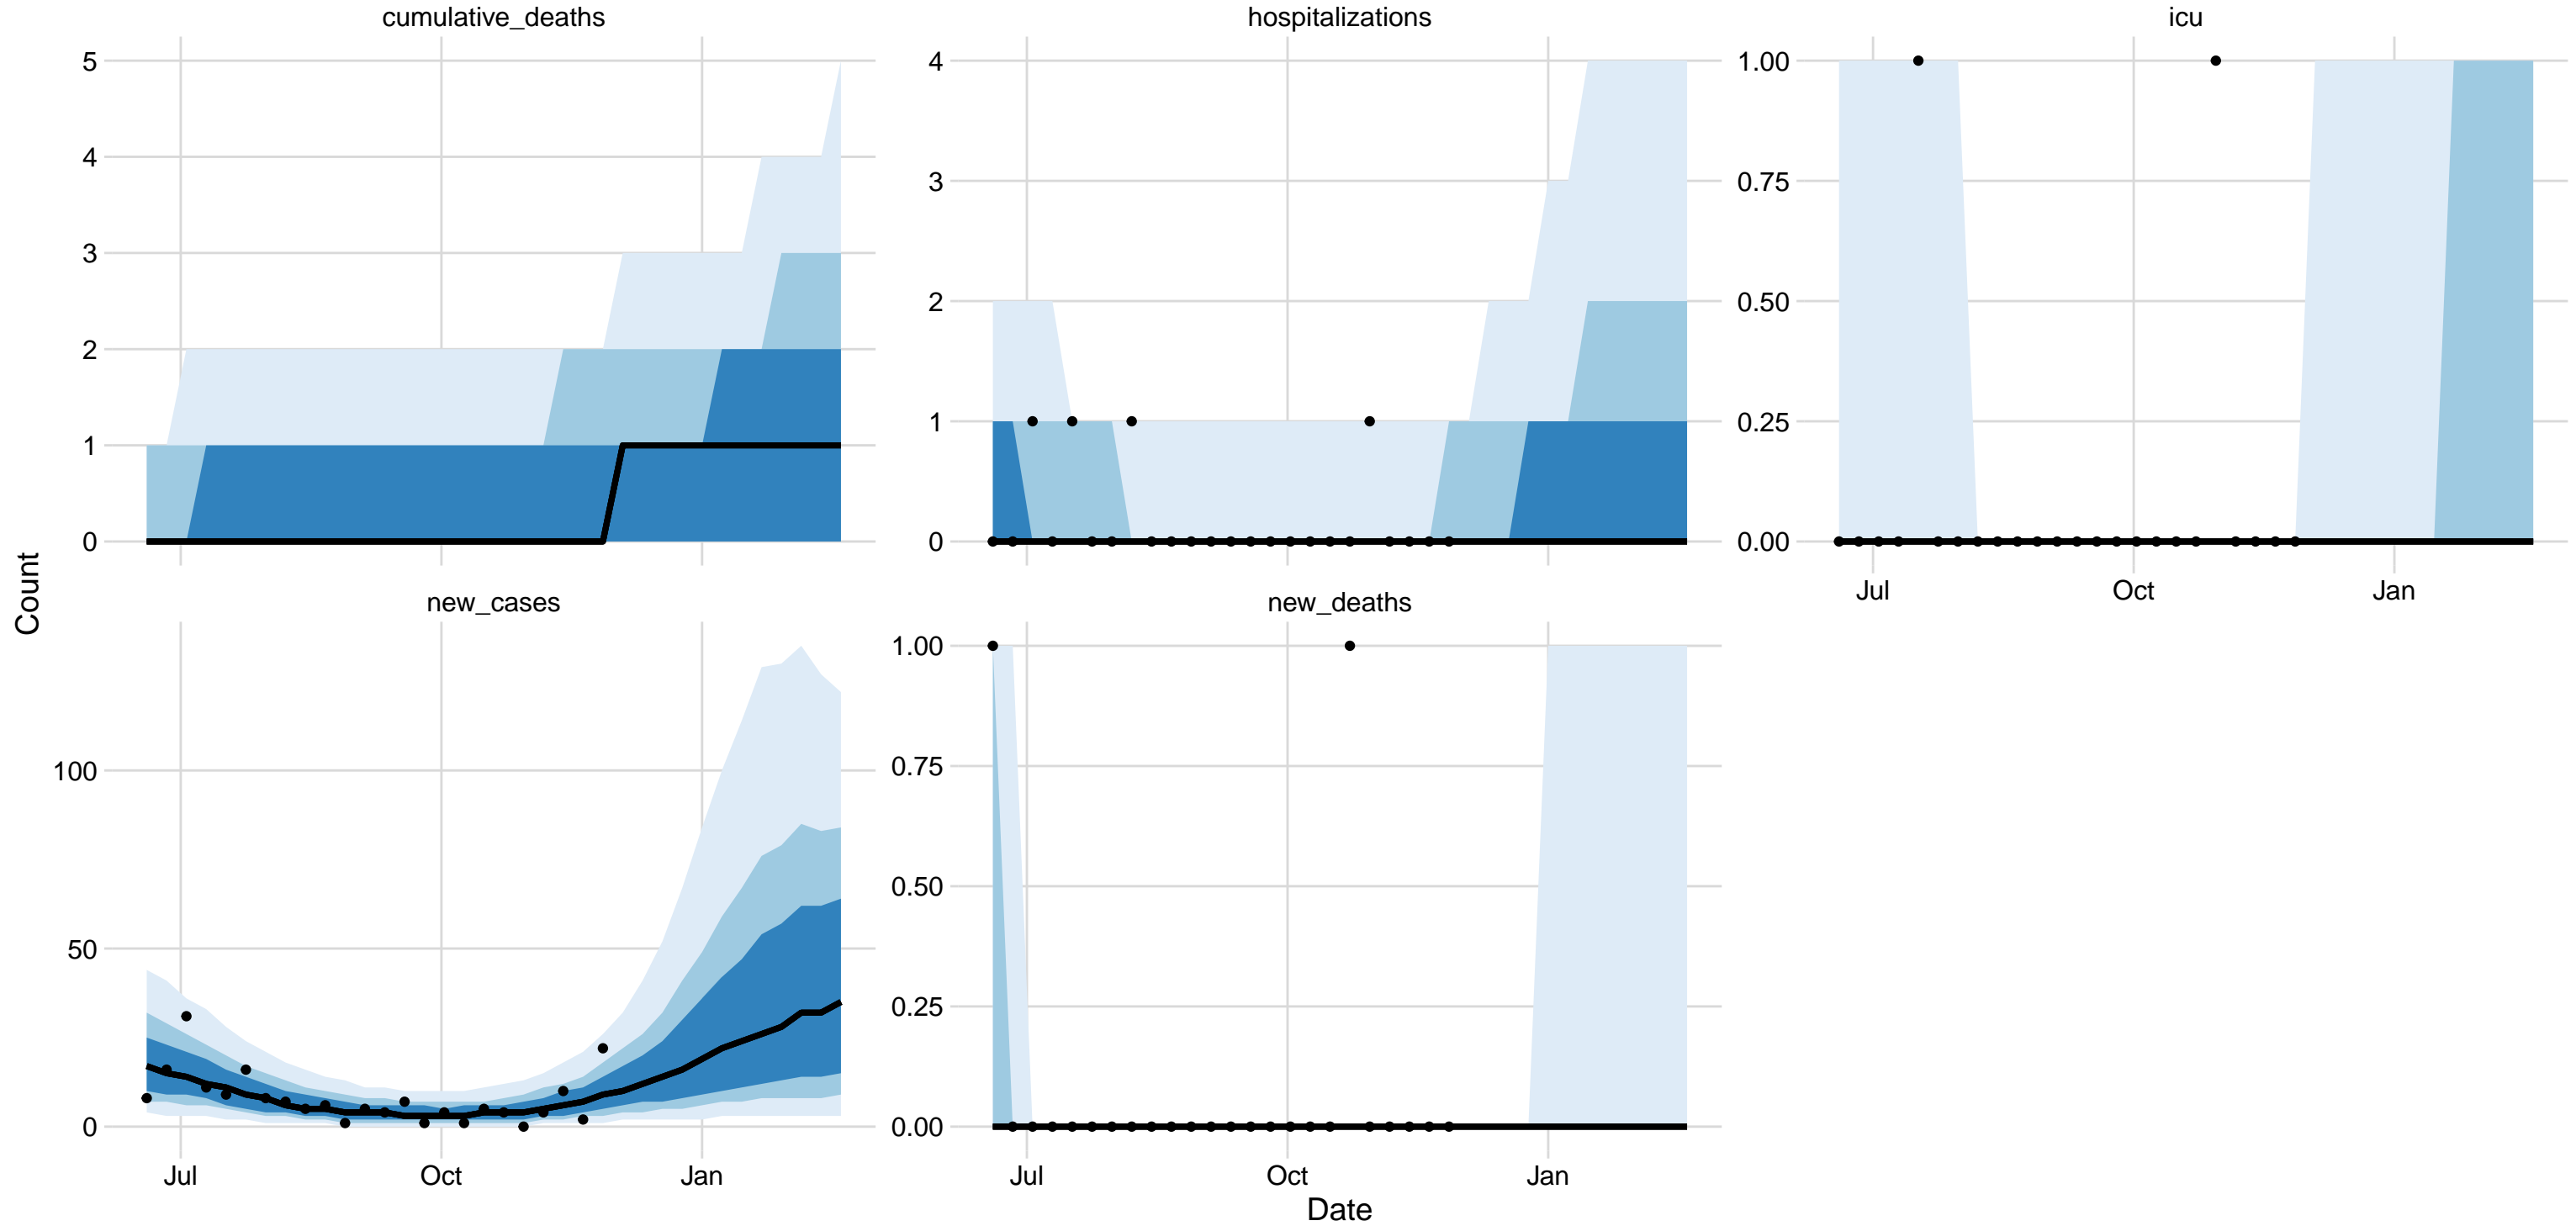 cumulative_deaths
hospitalizations
icu
5
4
3
2
1
0
4
3
2
1
0
1.00
0.75
0.50
0.25
0.00
Jul
Oct
Jan
Count
new_cases
new_deaths
100
50
0
1.00
0.75
0.50
0.25
0.00
Jul
Oct
Jan
Jul
Oct
Jan
Date